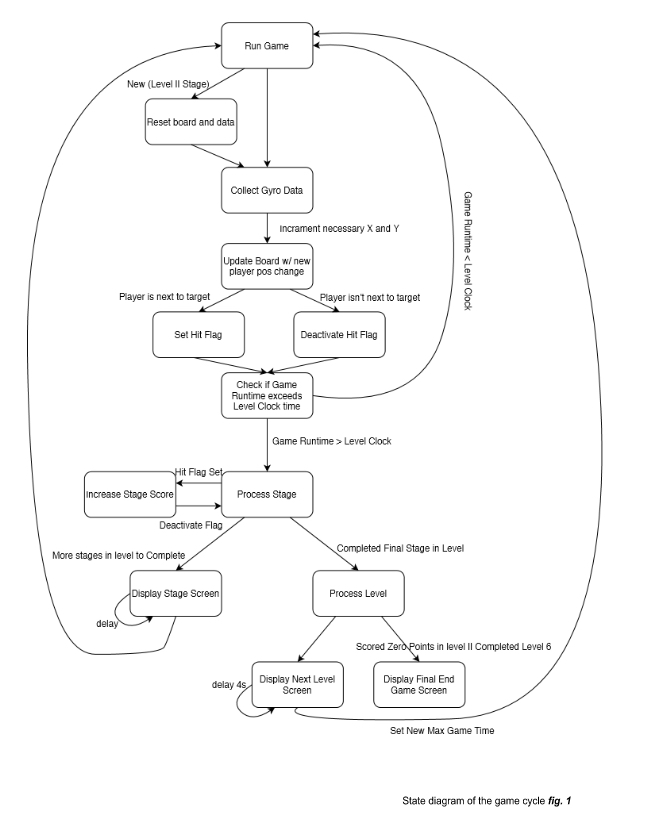 Run Game
New (Level II Stage)
Reset board and data
Collect Gyro Data
Incrament necessary X and Y
Game Runtime < Level Clock
Update Board w/ new
player pos change
Player is next to target
Player isn't next to target
Set Hit Flag
Deactivate Hit Flag
Check if Game
Runtime exceeds
Level Clock time
Game Runtime > Level Clock
Hit Flag Set
increase Stage Score
Process Stage
Deactivate Flag
More stages in level to Complete
Completed Final Stage in Level
Display Stage Screen
Process Level
delay
Scored Zero Points in level II Completed Level 6
delay 4s
Display Next Level
Screen
Display Final End
Game Screen
Set New Max Game Time
State diagram of the game cycle fig. 1